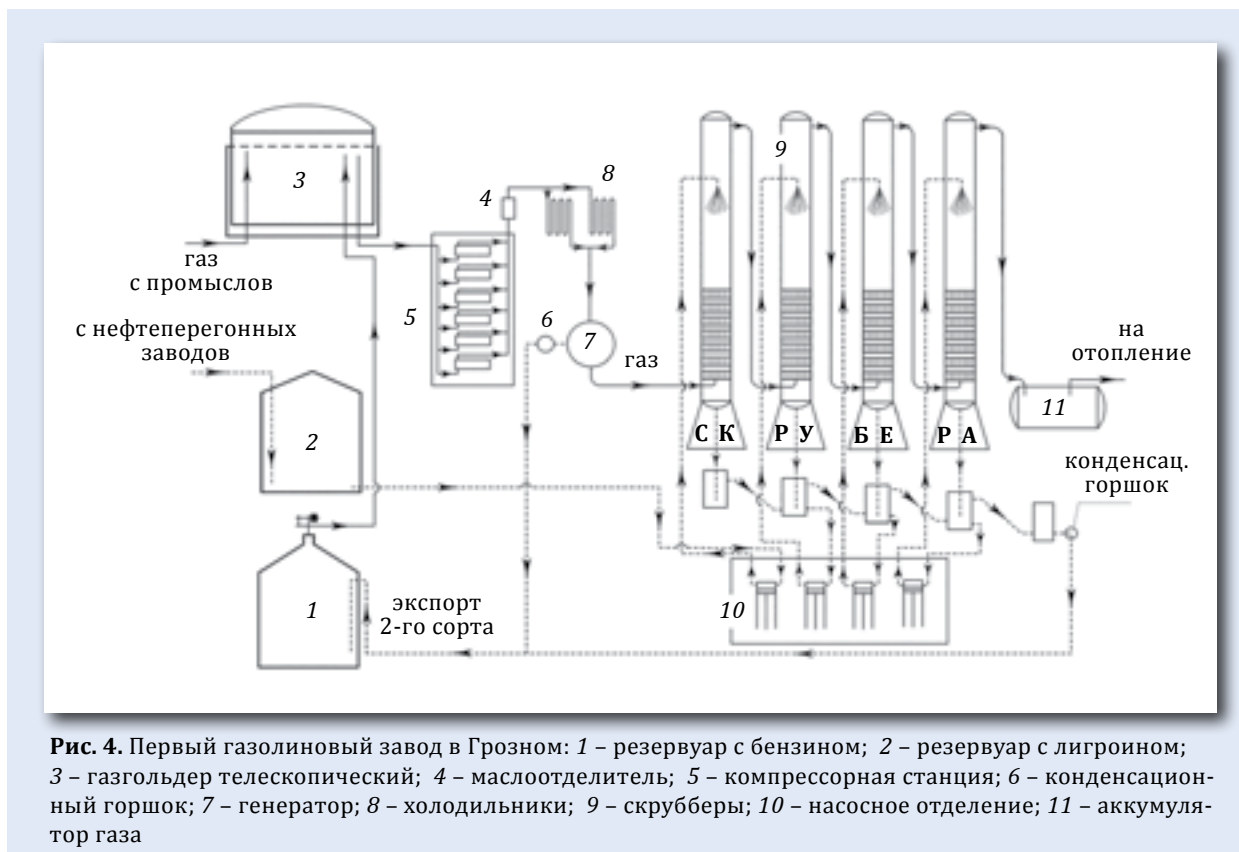 9
8
4
3
газ
с промыслов
5
с нефтеперегонных
заводов
6
7
газ
на
отопление
11
2
С К
Р У
Б Е
Р А
конденсац.
горшок
1
экспорт
2-го сорта
10
Рис. 4. Первый газолиновый завод в Грозном: 1 – резервуар с бензином; 2 – резервуар с лигроином;
3 – газгольдер телескопический; 4 – маслоотделитель; 5 – компрессорная станция; 6 – конденсацион-
ный горшок; 7 – генератор; 8 – холодильники; 9 – скрубберы; 10 – насосное отделение; 11 – аккумуля-
тор газа